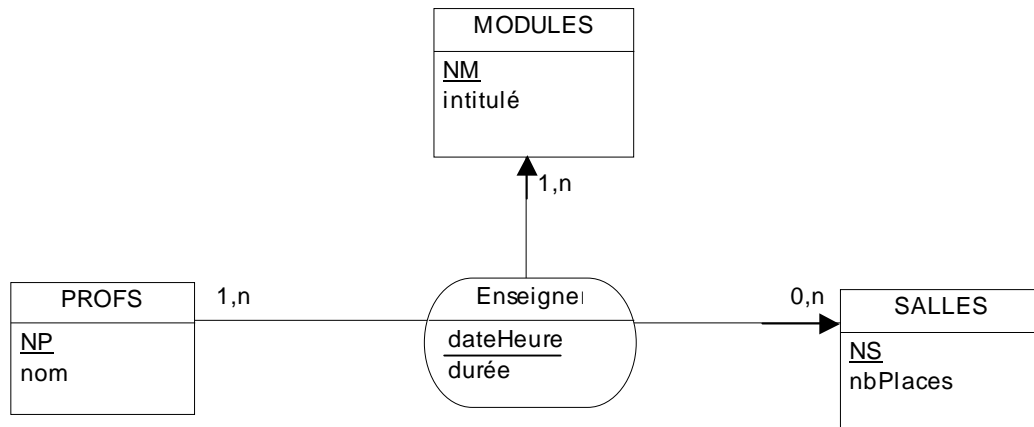 MODULES
NM
intitulé
1,n
PROFS
NP
nom
1,n
Enseigner
dateHeure
durée
0,n
SALLES
NS
nbPlaces